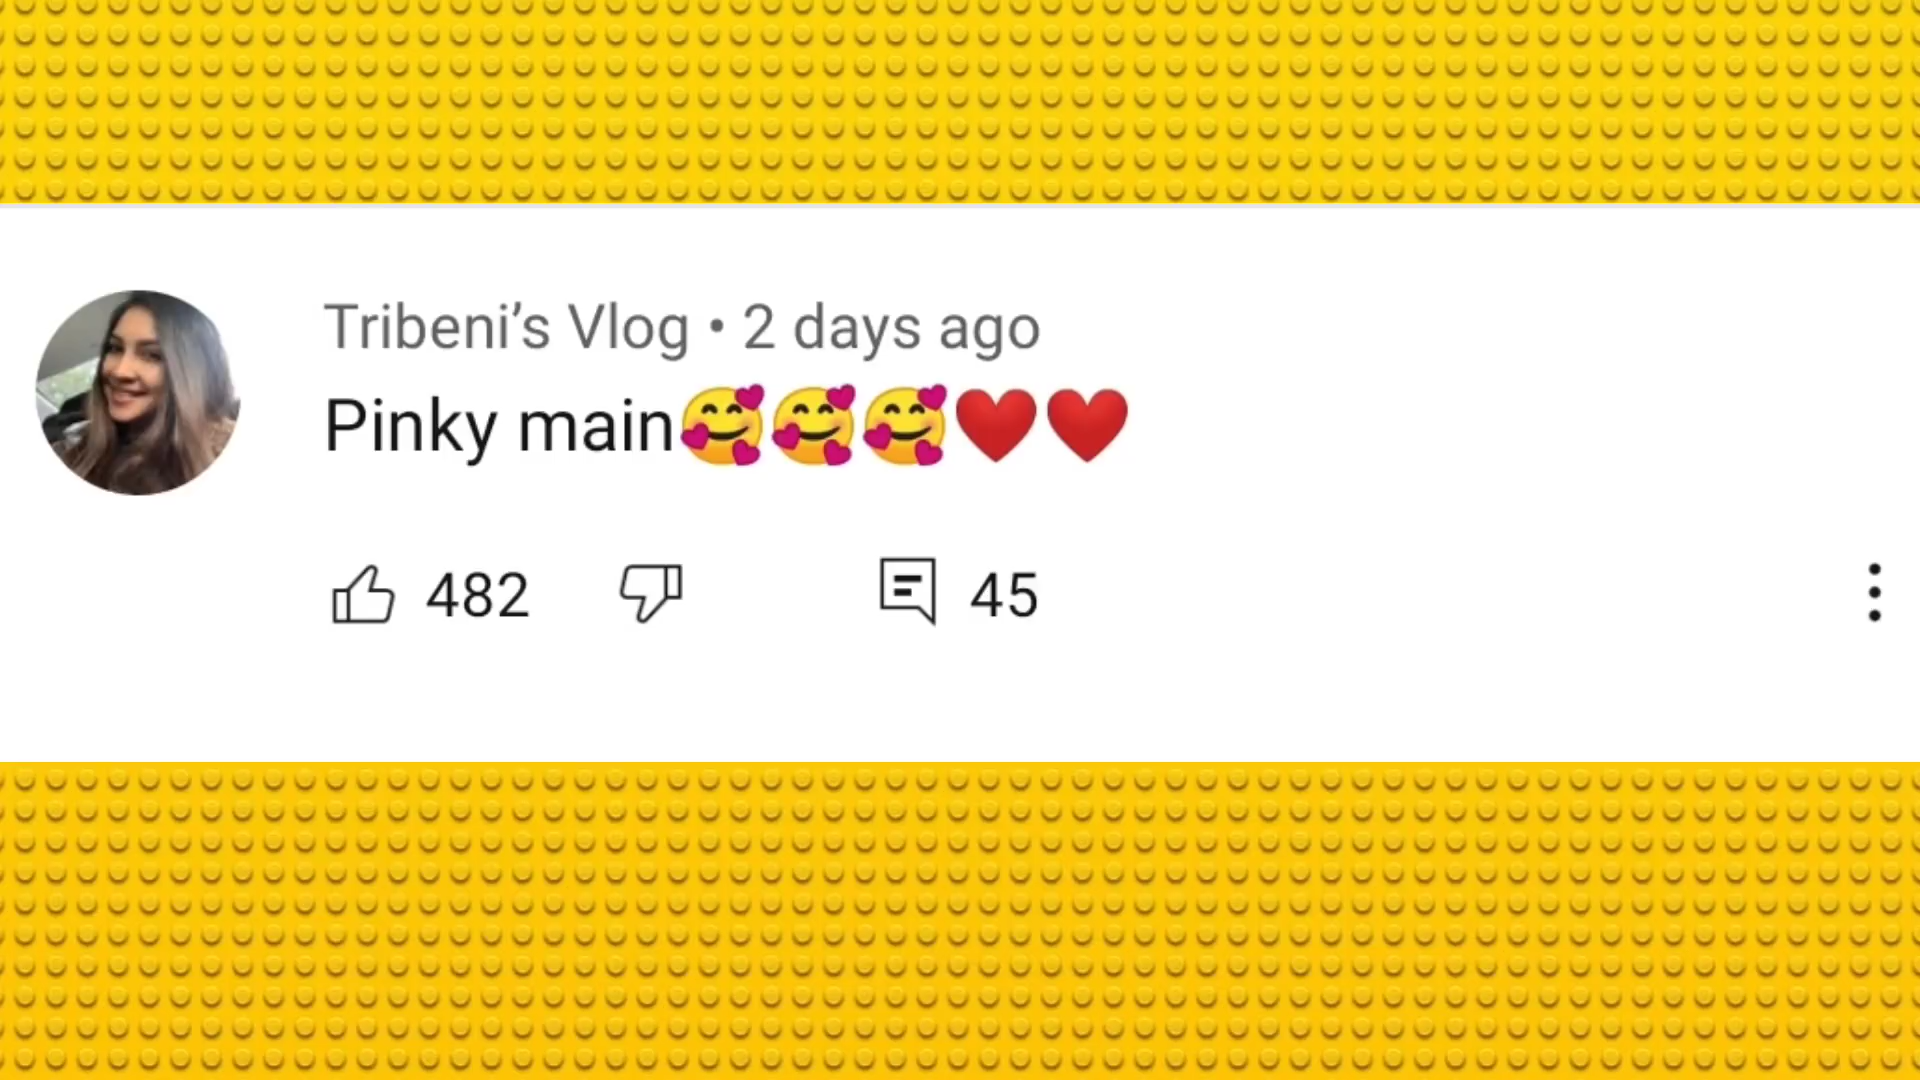 Tribeni’s Vlog • 2 days ago
Pinky main🥰🥰🥰❤️❤️
482 45